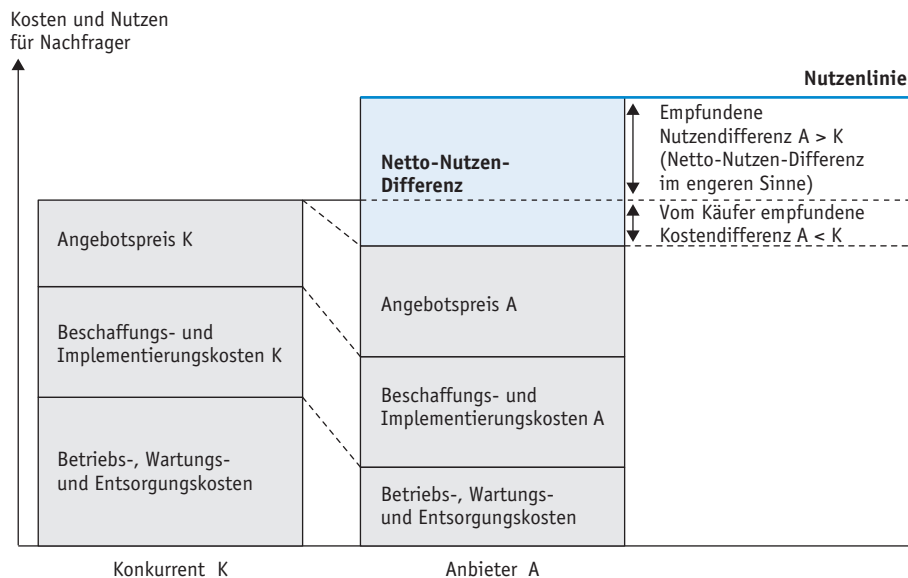 Kosten und Nutzen
für Nachfrager
Nutzenlinie
Empfundene
Nutzendifferenz A > K
(Netto-Nutzen-Differenz
im engeren Sinne)
Netto-Nutzen-
Differenz
Vom Käufer empfundene
Kostendifferenz A < K
Angebotspreis K
Beschaffungs- und
Implementierungskosten K
Betriebs-, Wartungs-
und Entsorgungskosten
Angebotspreis A
Beschaffungs- und
Implementierungskosten A
Betriebs-, Wartungs-
und Entsorgungskosten
Konkurrent K
Anbieter A